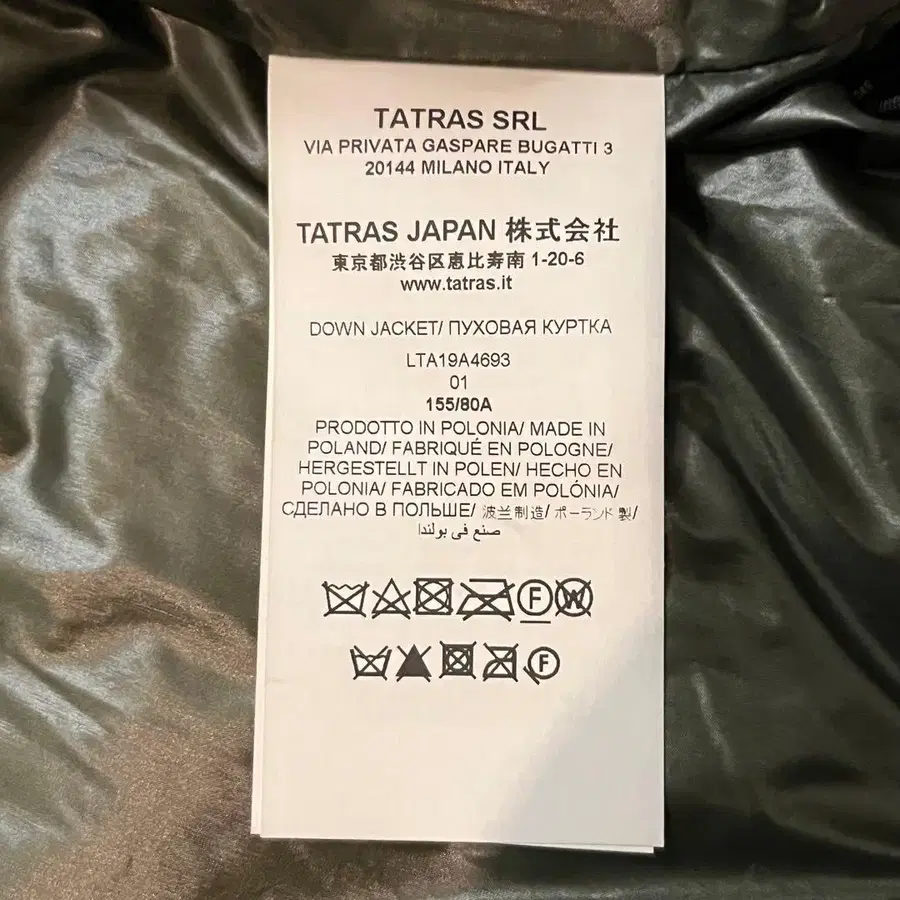 TATRAS SRL
VIA PRIVATA GASPARE BUGATTI 3
20144 MILANO ITALY
TATRAS JAPAN 株式会社
東京都渋谷区恵比寿南 1-20-6
www.tatras.it
DOWN JACKET/ ПУХОВАЯ КУРТКА
LTA19A4693
01
155/80A
PRODOTTO IN POLONIA/ MADE IN
POLAND/ FABRIQUÉ EN POLOGNE/
HERGESTELLT IN POLEN/ HECHO EN
POLONIA/ FABRICADO EM POLÓNIA/
СДЕЛАНО В ПОЛЬШЕ/ 波兰制造/ ポーランド製/
صنع في بولندا
F W
F